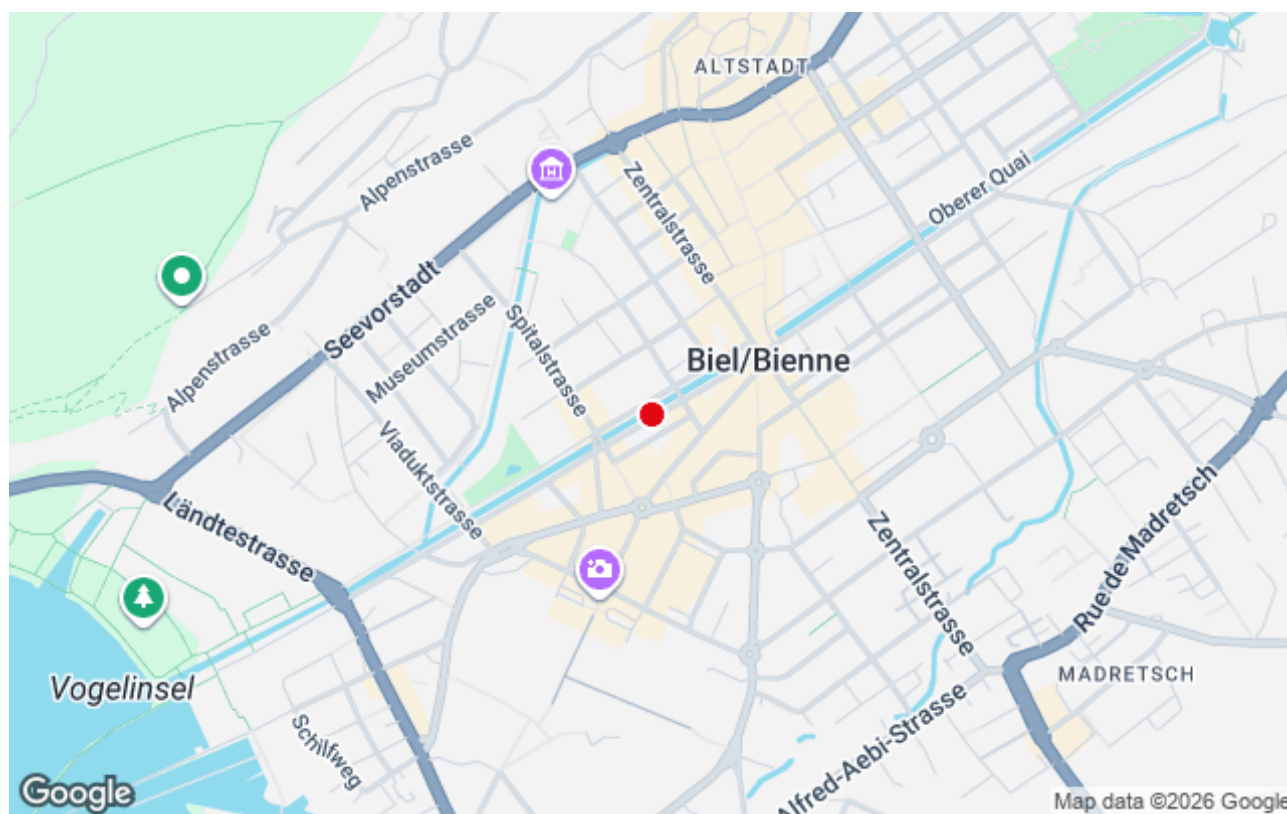 ALTSTADT
Alpenstrasse
Zentralstrasse
Oberer Quai
Seevorstadt
Museumstrasse
Spitalstrasse
Alpenstrasse
Biel/Bienne
Viaduktstrasse
Ländtestrasse
Zentralstrasse
Rue de Madretsch
Vogelinsel
MADRETSCH
Schilfweg
Alfred-Aebi-Strasse
Google
Map data ©2026 Google